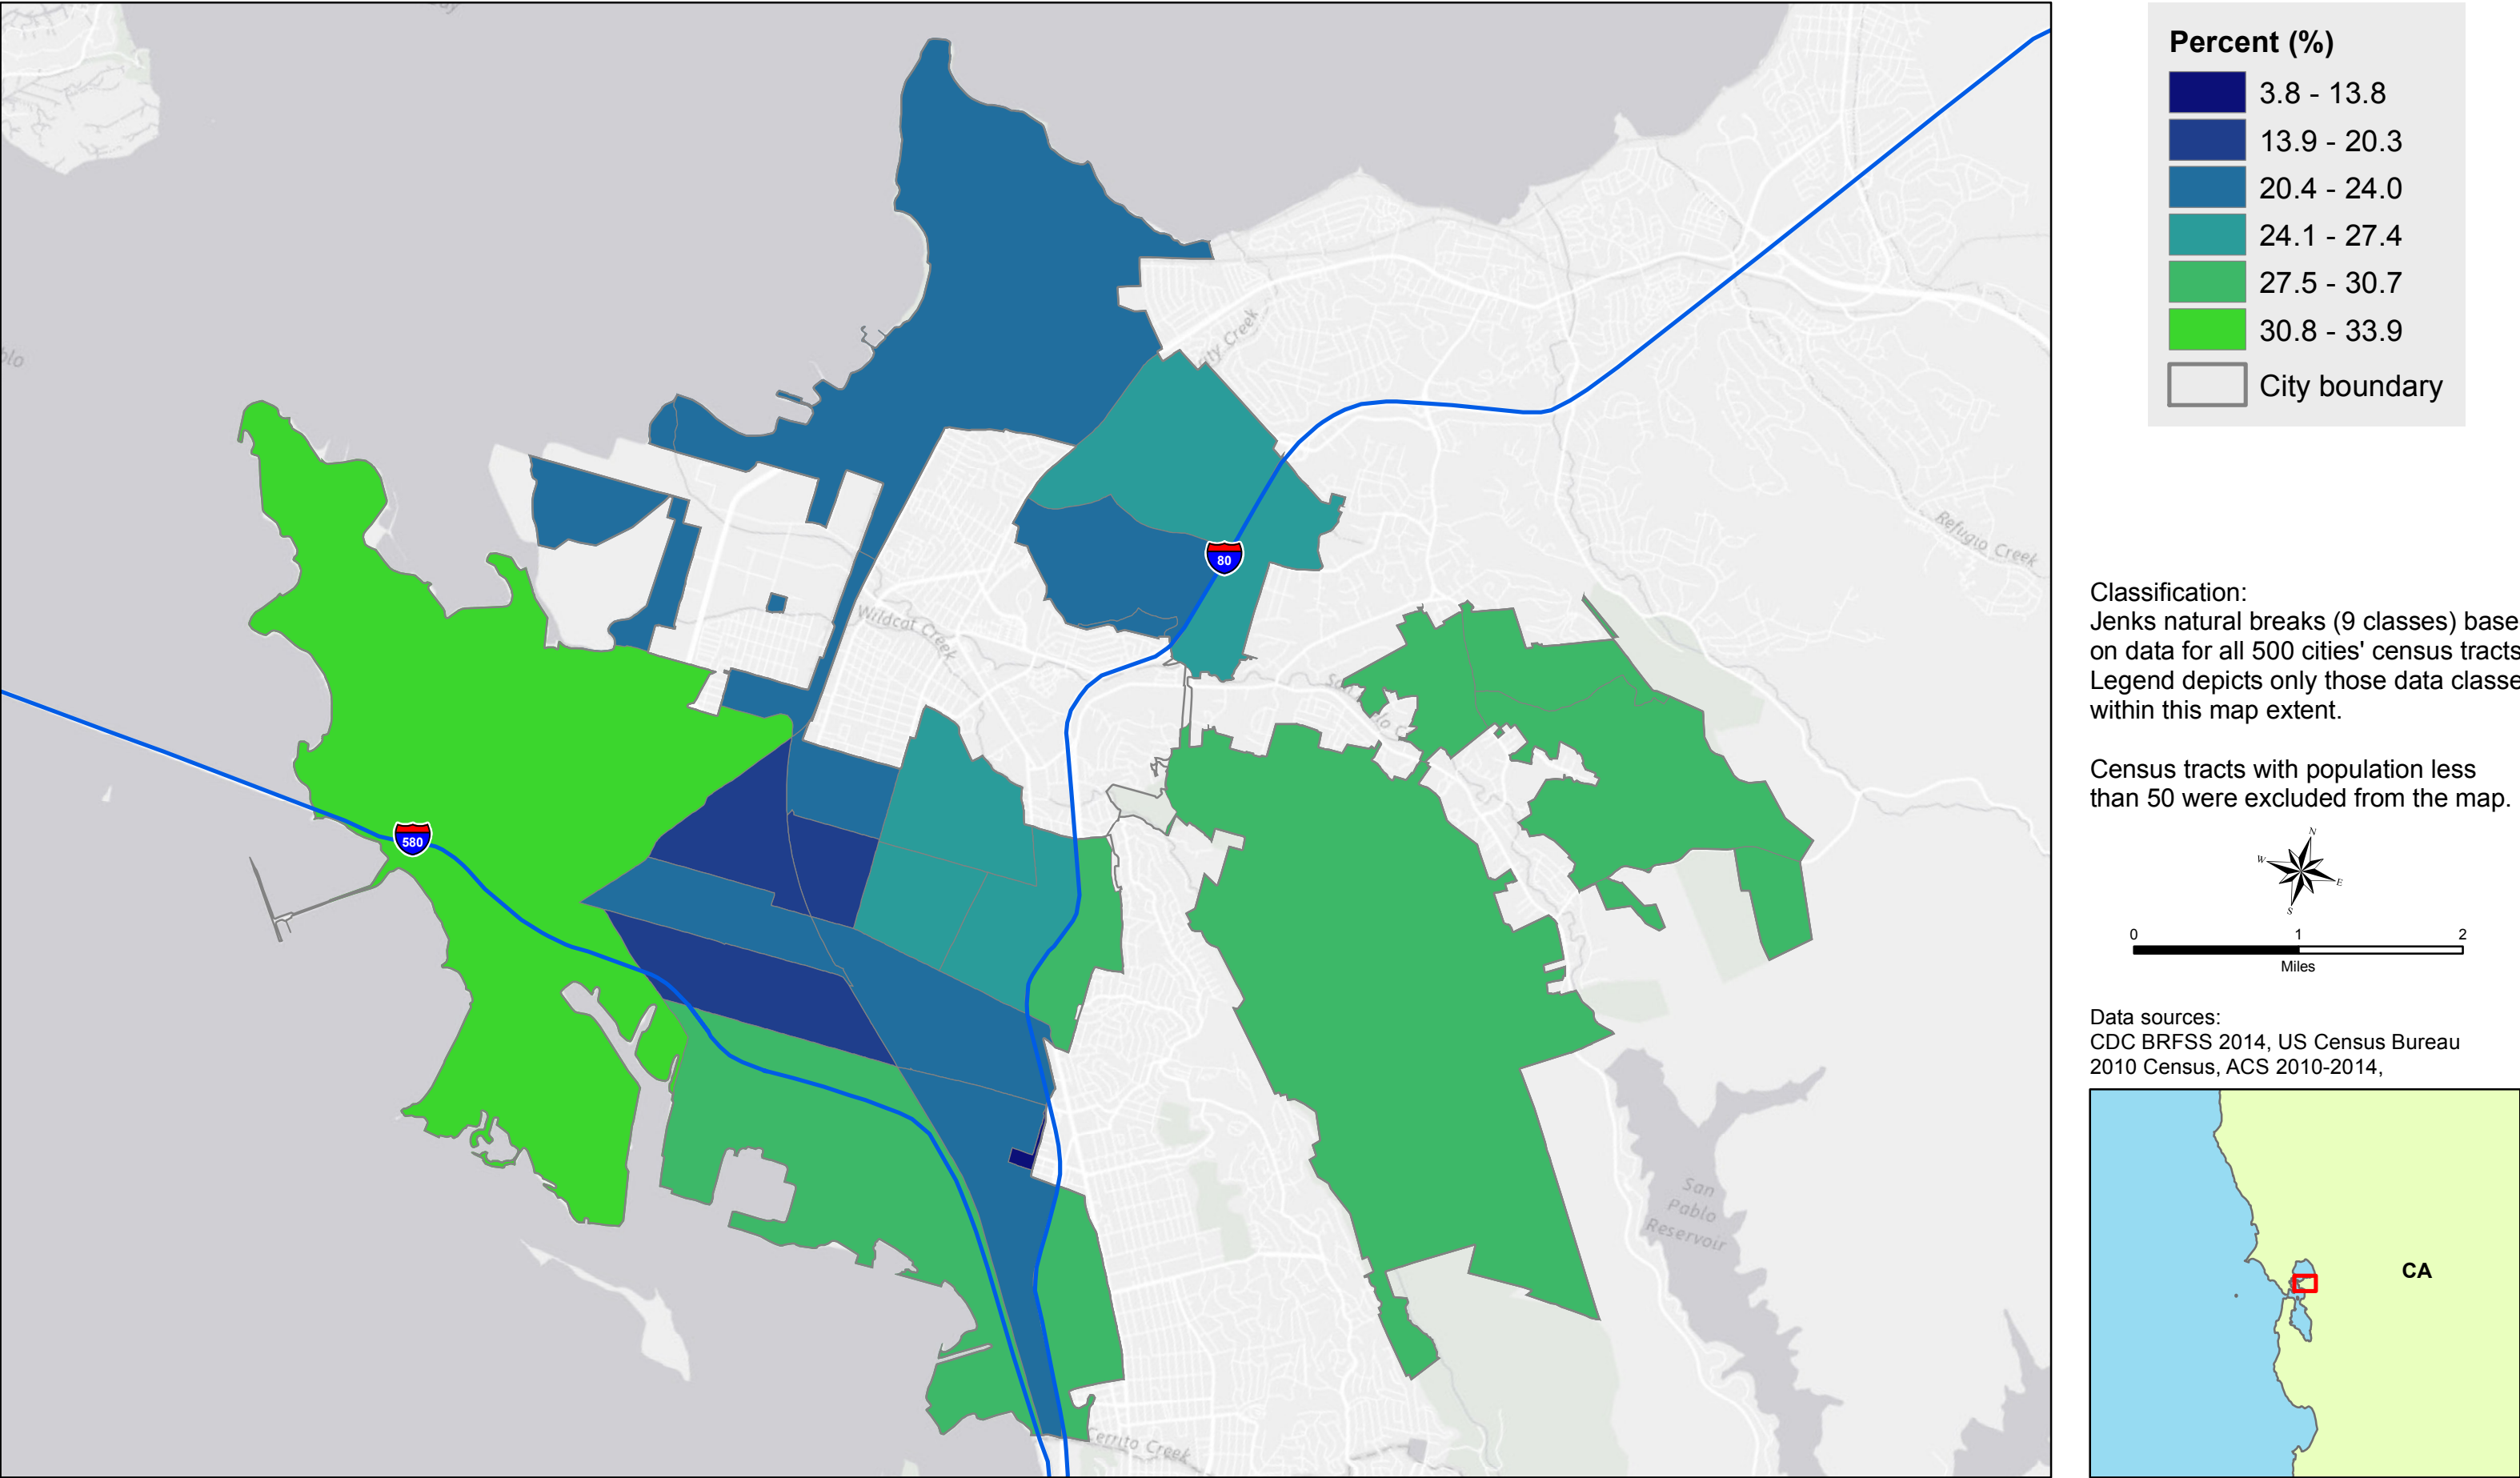 Percent (%)
3.8 - 13.8
13.9 - 20.3
20.4 - 24.0
24.1 - 27.4
27.5 - 30.7
30.8 - 33.9
City boundary
Classification:
Jenks natural breaks (9 classes) base
on data for all 500 cities' census tracts
Legend depicts only those data classe
within this map extent.
Census tracts with population less
than 50 were excluded from the map.
N
W
E
S
0 1 2
Miles
Data sources:
CDC BRFSS 2014, US Census Bureau
2010 Census, ACS 2010-2014,
CA
blo
ity Creek
Refugio Creek
80
Wildcat Creek
580
San
Pablo
Reservoir
Cerrito Creek